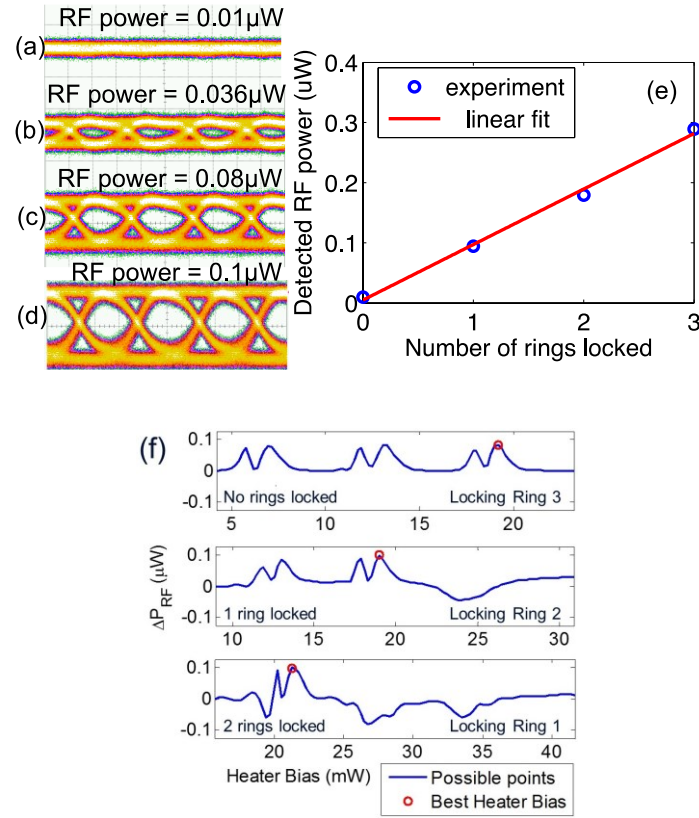 RF power = 0.01μW
(a)
RF power = 0.036μW
(b)
RF power = 0.08μW
(c)
RF power = 0.1μW
(d)
Detected RF power (uW)
0.4
0.3
0.2
0.1
0
experiment
linear fit
(e)
0 1 2 3
Number of rings locked
(f)
0.1
0
-0.1
No rings locked Locking Ring 3
5 10 15 20
ΔP_RF (μW)
0.1
0
-0.1
1 ring locked Locking Ring 2
10 15 20 25 30
0.1
0
-0.1
2 rings locked Locking Ring 1
20 25 30 35 40
Heater Bias (mW)
Possible points
Best Heater Bias